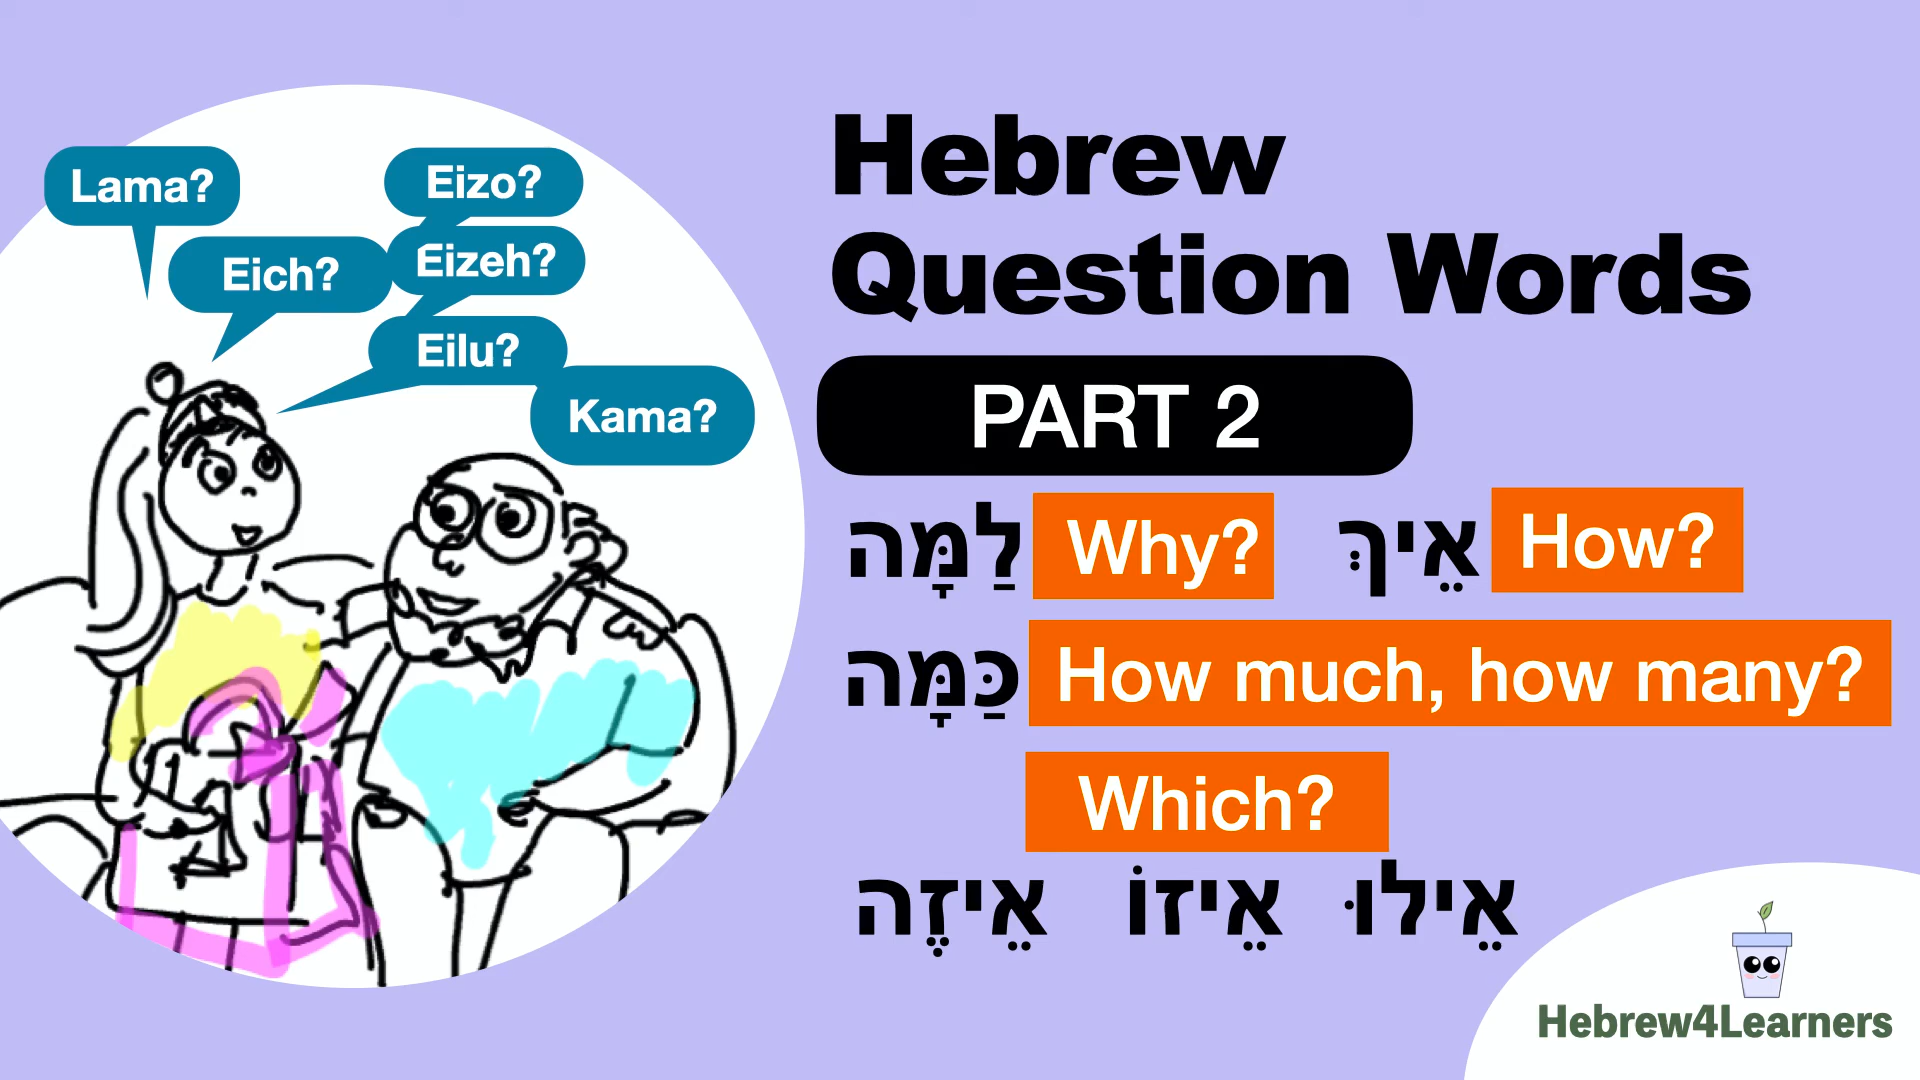 Lama?
Eich?
Eizo?
Eizeh?
Eilu?
Kama?
Hebrew
Question Words
PART 2
לַמָּה Why? אֵיךְ How?
כַּמָּה How much, how many?
Which?
אֵיזֶה אֵיזוֹ אֵילוּ
Hebrew4Learners